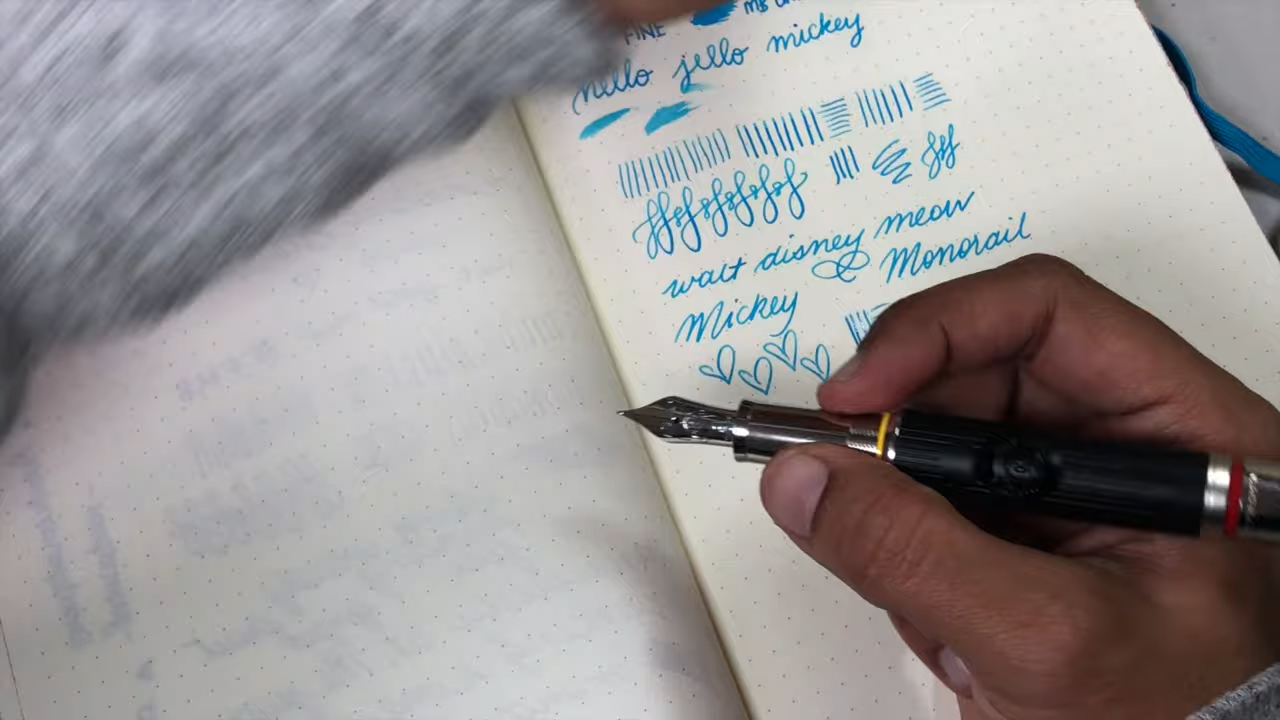 FINE
hello jello mickey
walt disney meow
Mickey & Monorail